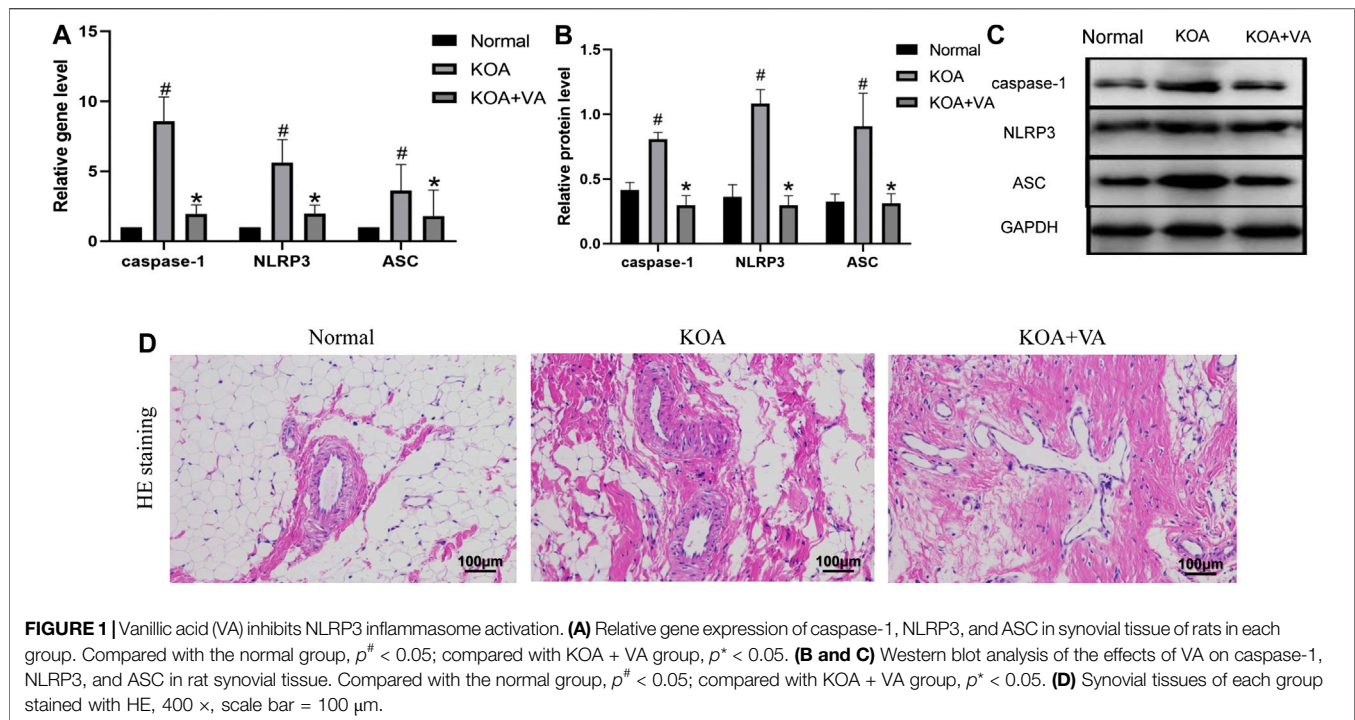 A
Relative gene level
15
10
5
0
# * # * # *
caspase-1 NLRP3 ASC
Normal
KOA
KOA+VA
B
Relative protein level
1.5
1.0
0.5
0.0
# * # * # *
caspase-1 NLRP3 ASC
Normal
KOA
KOA+VA
C
Normal KOA KOA+VA
caspase-1
NLRP3
ASC
GAPDH
D
Normal KOA KOA+VA
HE staining
100μm 100μm 100μm
FIGURE 1 | Vanillic acid (VA) inhibits NLRP3 inflammasome activation. (A) Relative gene expression of caspase-1, NLRP3, and ASC in synovial tissue of rats in each
group. Compared with the normal group, p# < 0.05; compared with KOA + VA group, p* < 0.05. (B and C) Western blot analysis of the effects of VA on caspase-1,
NLRP3, and ASC in rat synovial tissue. Compared with the normal group, p# < 0.05; compared with KOA + VA group, p* < 0.05. (D) Synovial tissues of each group
stained with HE, 400 ×, scale bar = 100 μm.